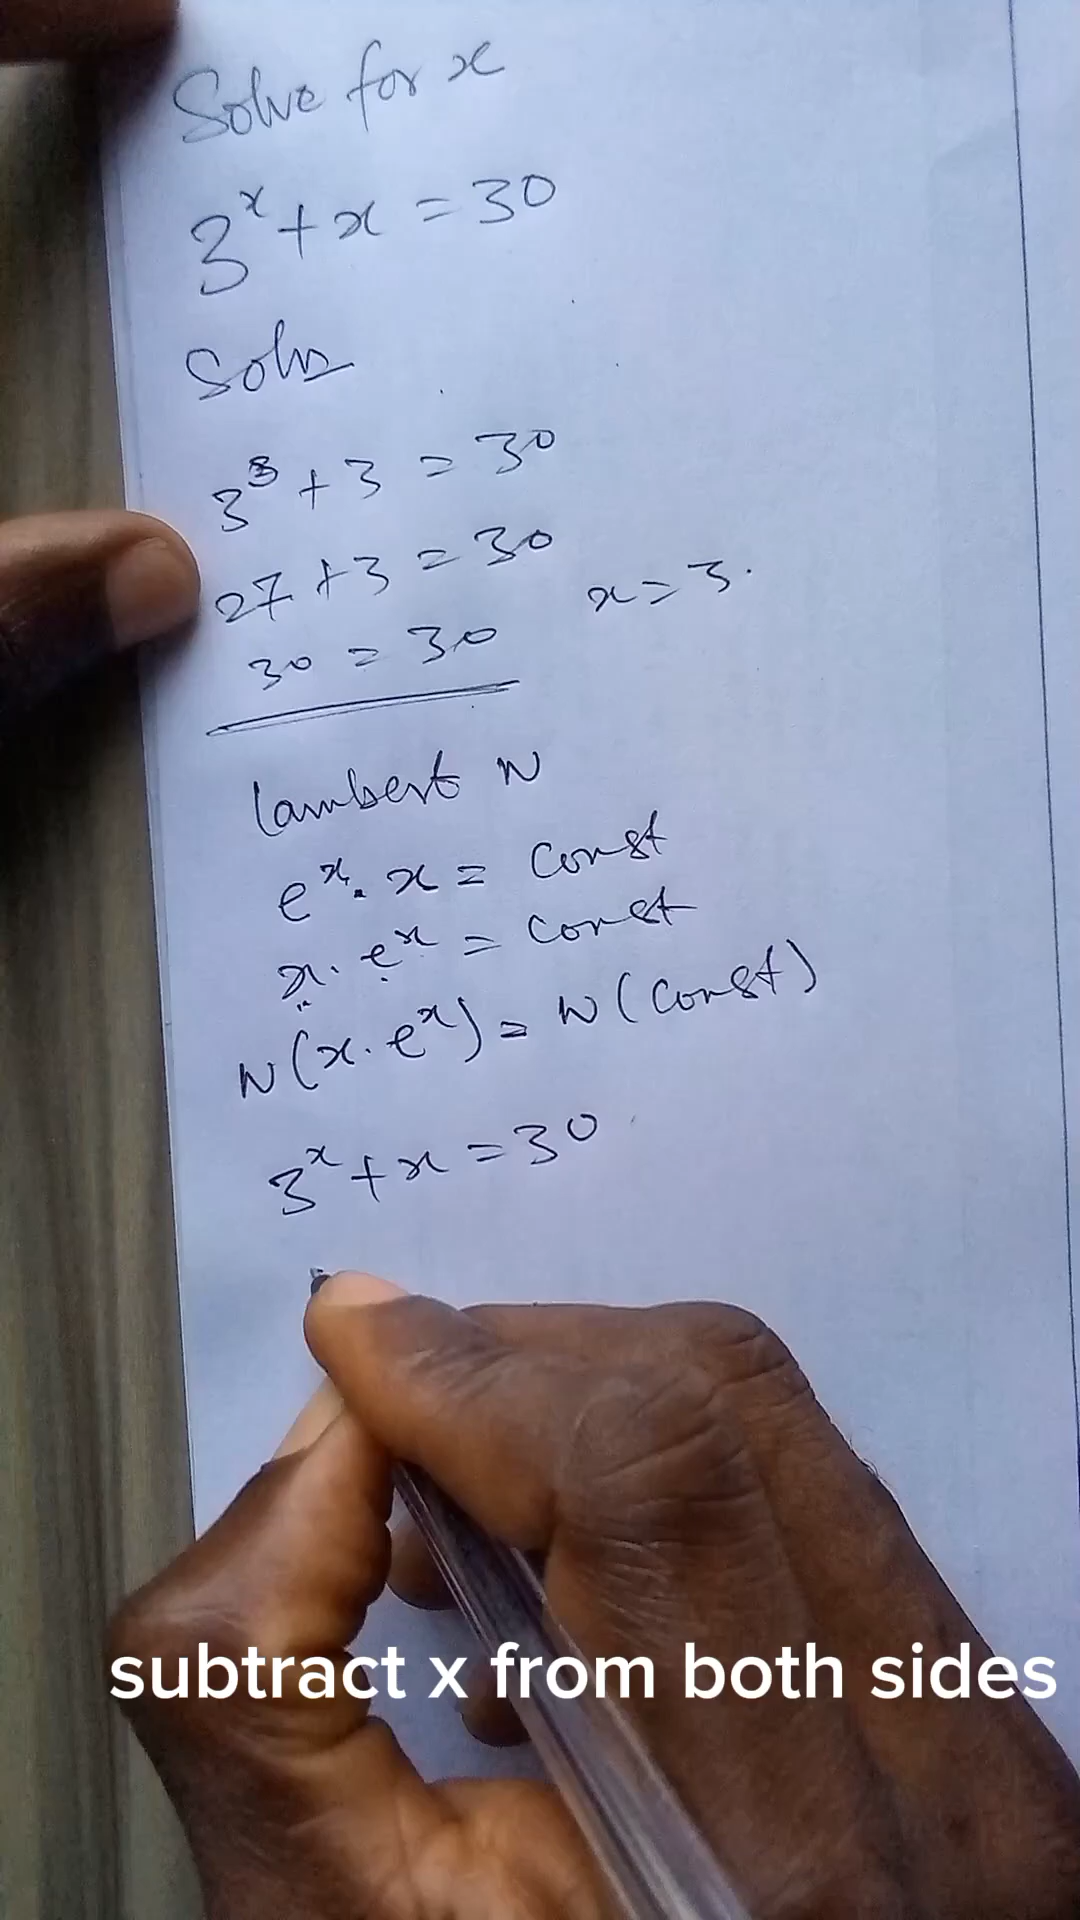 Solve for x
3^x + x = 30
Soln
3^3 + 3 = 30
27 + 3 = 30
x = 3.
30 = 30
Lambert W
e^x . x = Const
x . e^x = Const
W(x . e^x) = W(Const)
3^x + x = 30
subtract x from both sides